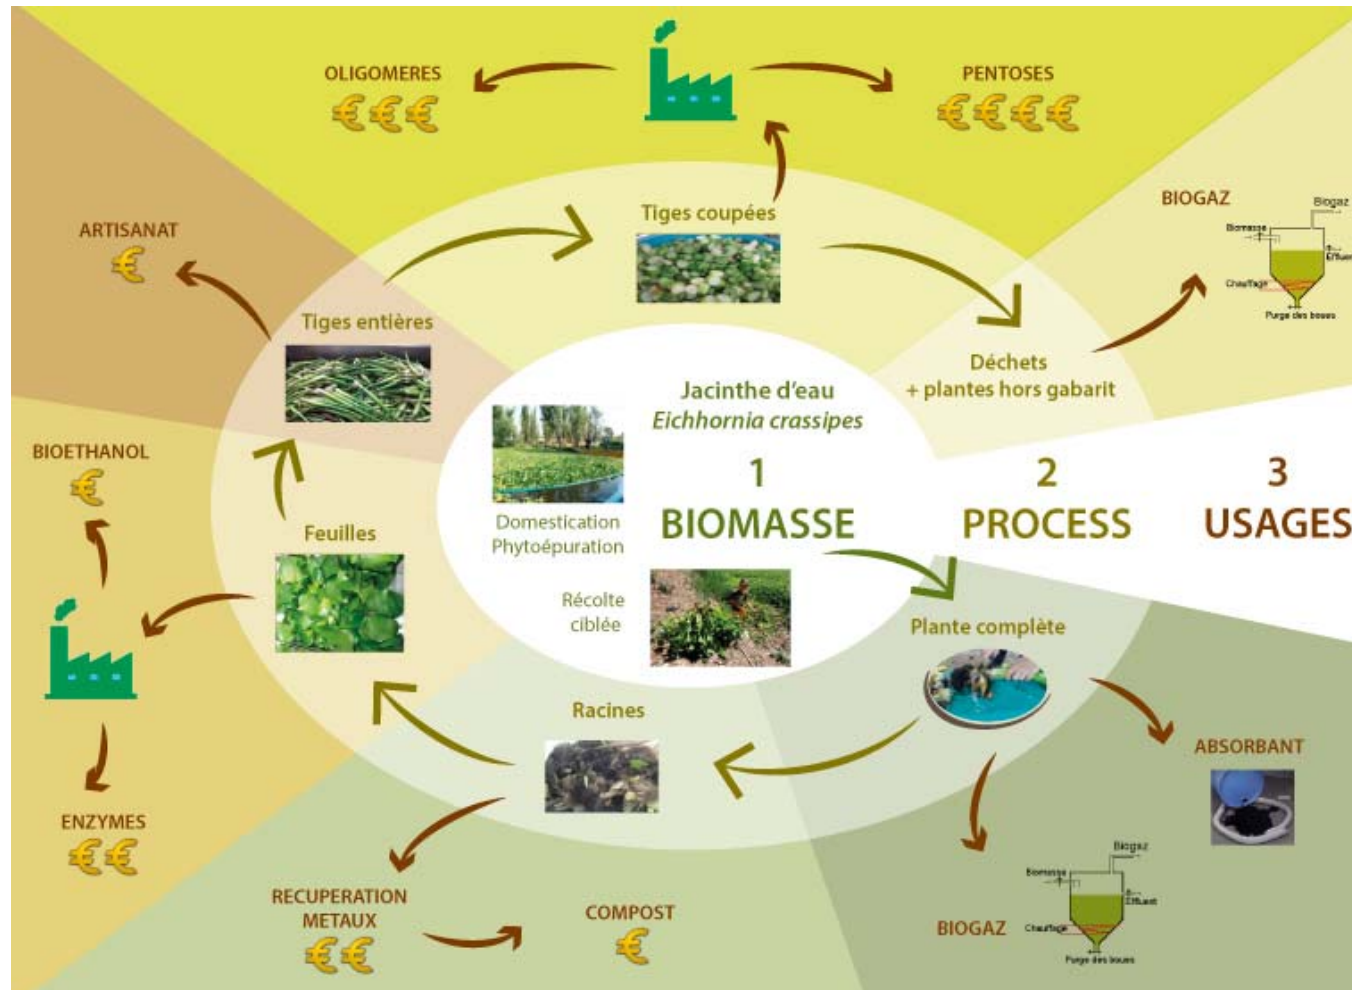 OLIGOMERES
€€€
PENTOSES
€€€€
BIOGAZ
Biogaz
Biomasse
Effluent
Chauffage
Purge des boues
ARTISANAT
€
Tiges coupées
Tiges entières
Déchets
+ plantes hors gabarit
Jacinthe d'eau
Eichhornia crassipes
BIOETHANOL
€
1
BIOMASSE
2
PROCESS
3
USAGES
Domestication
Phytoépuration
Récolte
ciblée
Feuilles
Plante complète
Racines
ABSORBANT
ENZYMES
€€
RECUPERATION
METAUX
€€
COMPOST
€
BIOGAZ
Biogaz
Biomasse
Effluent
Chauffage
Purge des boues